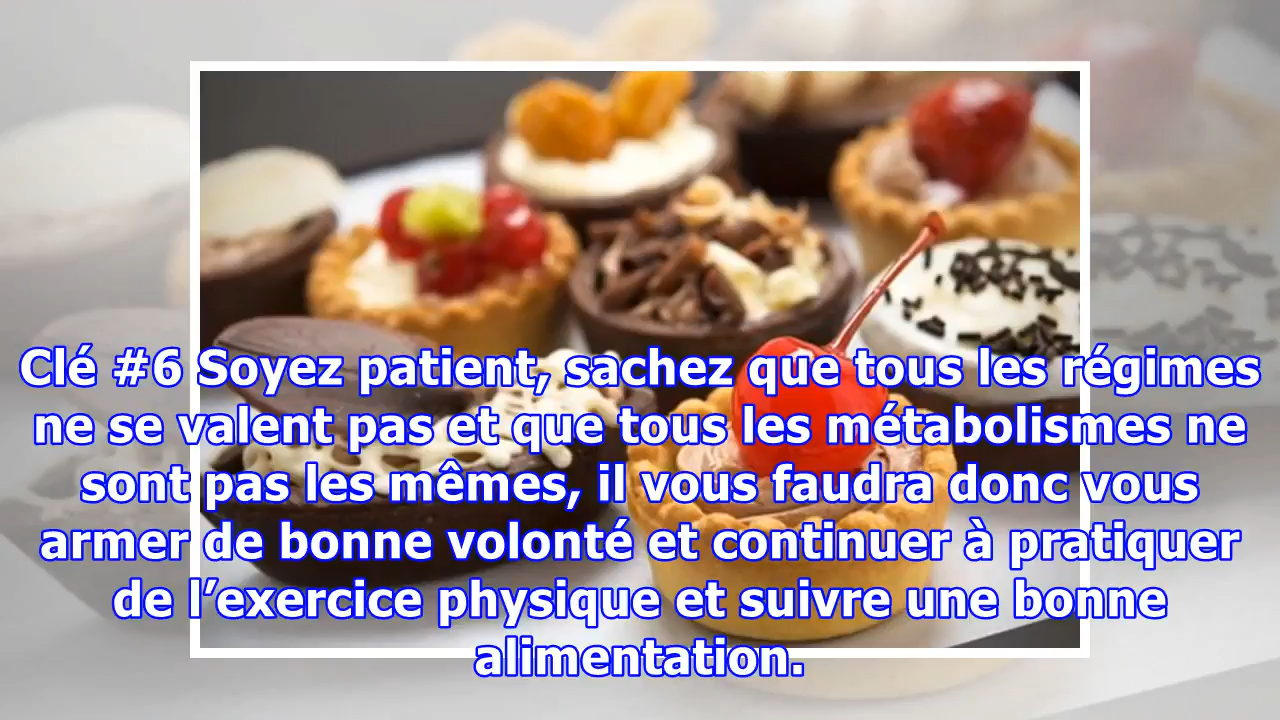 Clé #6 Soyez patient, sachez que tous les régimes
ne se valent pas et que tous les métabolismes ne
sont pas les mêmes, il vous faudra donc vous
armer de bonne volonté et continuer à pratiquer
de l’exercice physique et suivre une bonne
alimentation.